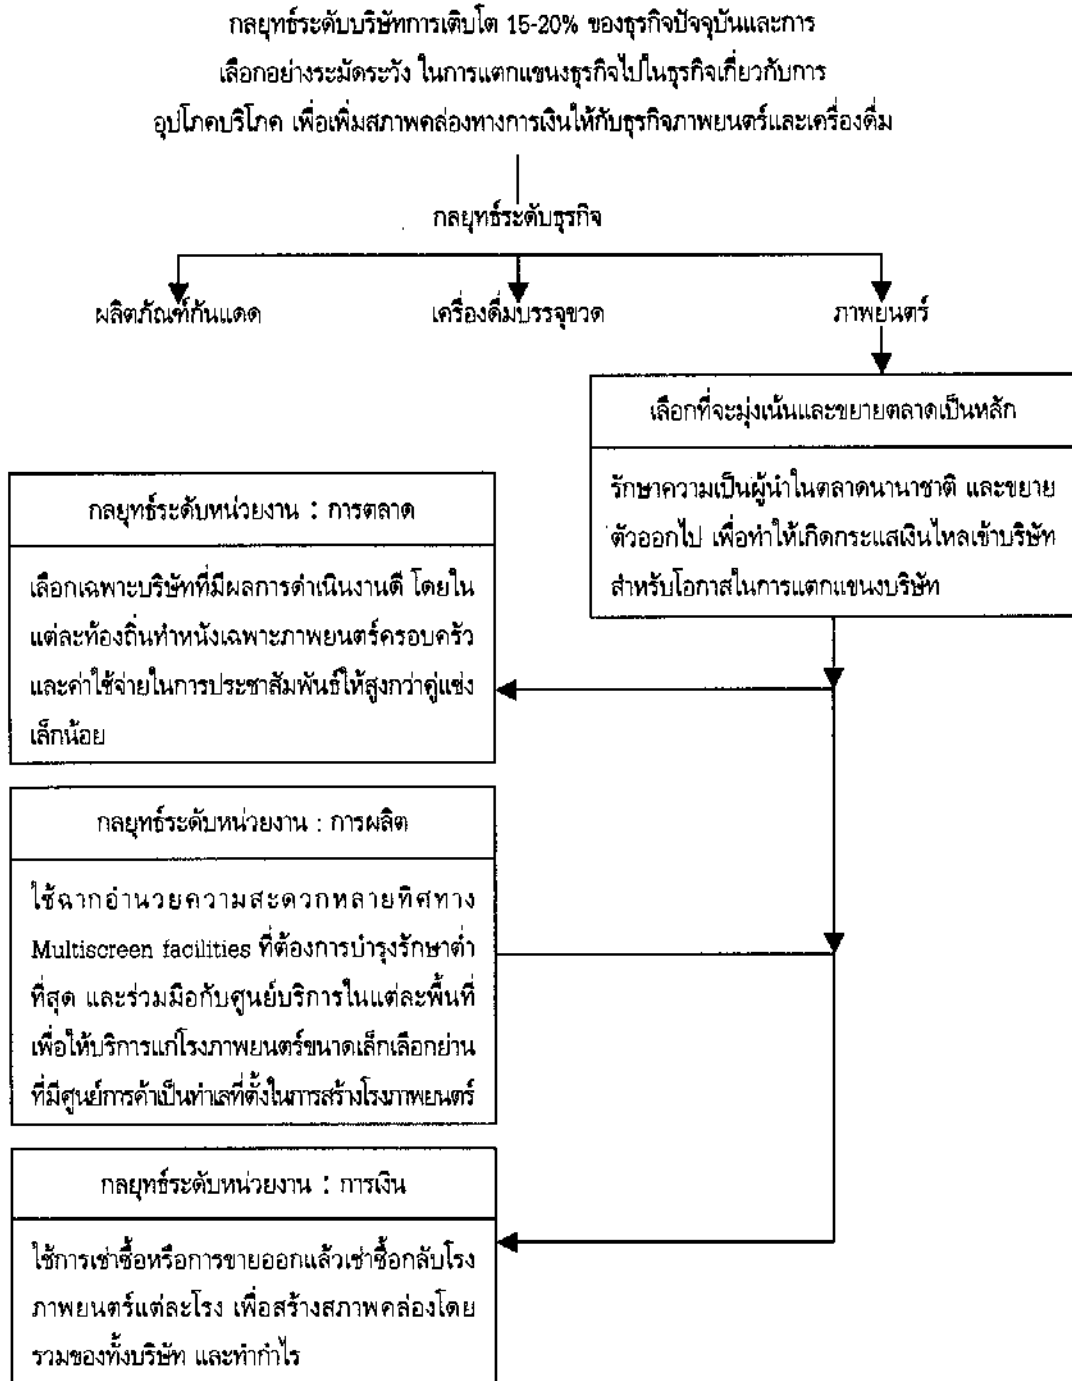 กลยุทธ์ระดับบริษัทการเติบโต 15-20% ของธุรกิจปัจจุบันและการ
เลือกอย่างระมัดระวัง ในการแตกแขนงธุรกิจไปในธุรกิจเกี่ยวกับการ
อุปโภคบริโภค เพื่อเพิ่มสภาพคล่องทางการเงินให้กับธุรกิจภาพยนตร์และเครื่องดื่ม
กลยุทธ์ระดับธุรกิจ
ผลิตภัณฑ์กันแดด
เครื่องดื่มบรรจุขวด
ภาพยนตร์
เลือกที่จะมุ่งเน้นและขยายตลาดเป็นหลัก
รักษาความเป็นผู้นำในตลาดนานาชาติ และขยาย
ตัวออกไป เพื่อทำให้เกิดกระแสเงินไหลเข้าบริษัท
สำหรับโอกาสในการแตกแขนงบริษัท
กลยุทธ์ระดับหน่วยงาน : การตลาด
เลือกเฉพาะบริษัทที่มีผลการดำเนินงานดี โดยใน
แต่ละท้องถิ่นทำหนังเฉพาะภาพยนตร์ครอบครัว
และค่าใช้จ่ายในการประชาสัมพันธ์ให้สูงกว่าคู่แข่ง
เล็กน้อย
กลยุทธ์ระดับหน่วยงาน : การผลิต
ใช้ฉากอำนวยความสะดวกหลายทิศทาง
Multiscreen facilities ที่ต้องการบำรุงรักษาต่ำ
ที่สุด และร่วมมือกับศูนย์บริการในแต่ละพื้นที่
เพื่อให้บริการแก่โรงภาพยนตร์ขนาดเล็กเลือกย่าน
ที่มีศูนย์การค้าเป็นทำเลที่ตั้งในการสร้างโรงภาพยนตร์
กลยุทธ์ระดับหน่วยงาน : การเงิน
ใช้การเช่าซื้อหรือการขายออกแล้วเช่าซื้อกลับโรง
ภาพยนตร์แต่ละโรง เพื่อสร้างสภาพคล่องโดย
รวมของทั้งบริษัท และทำกำไร